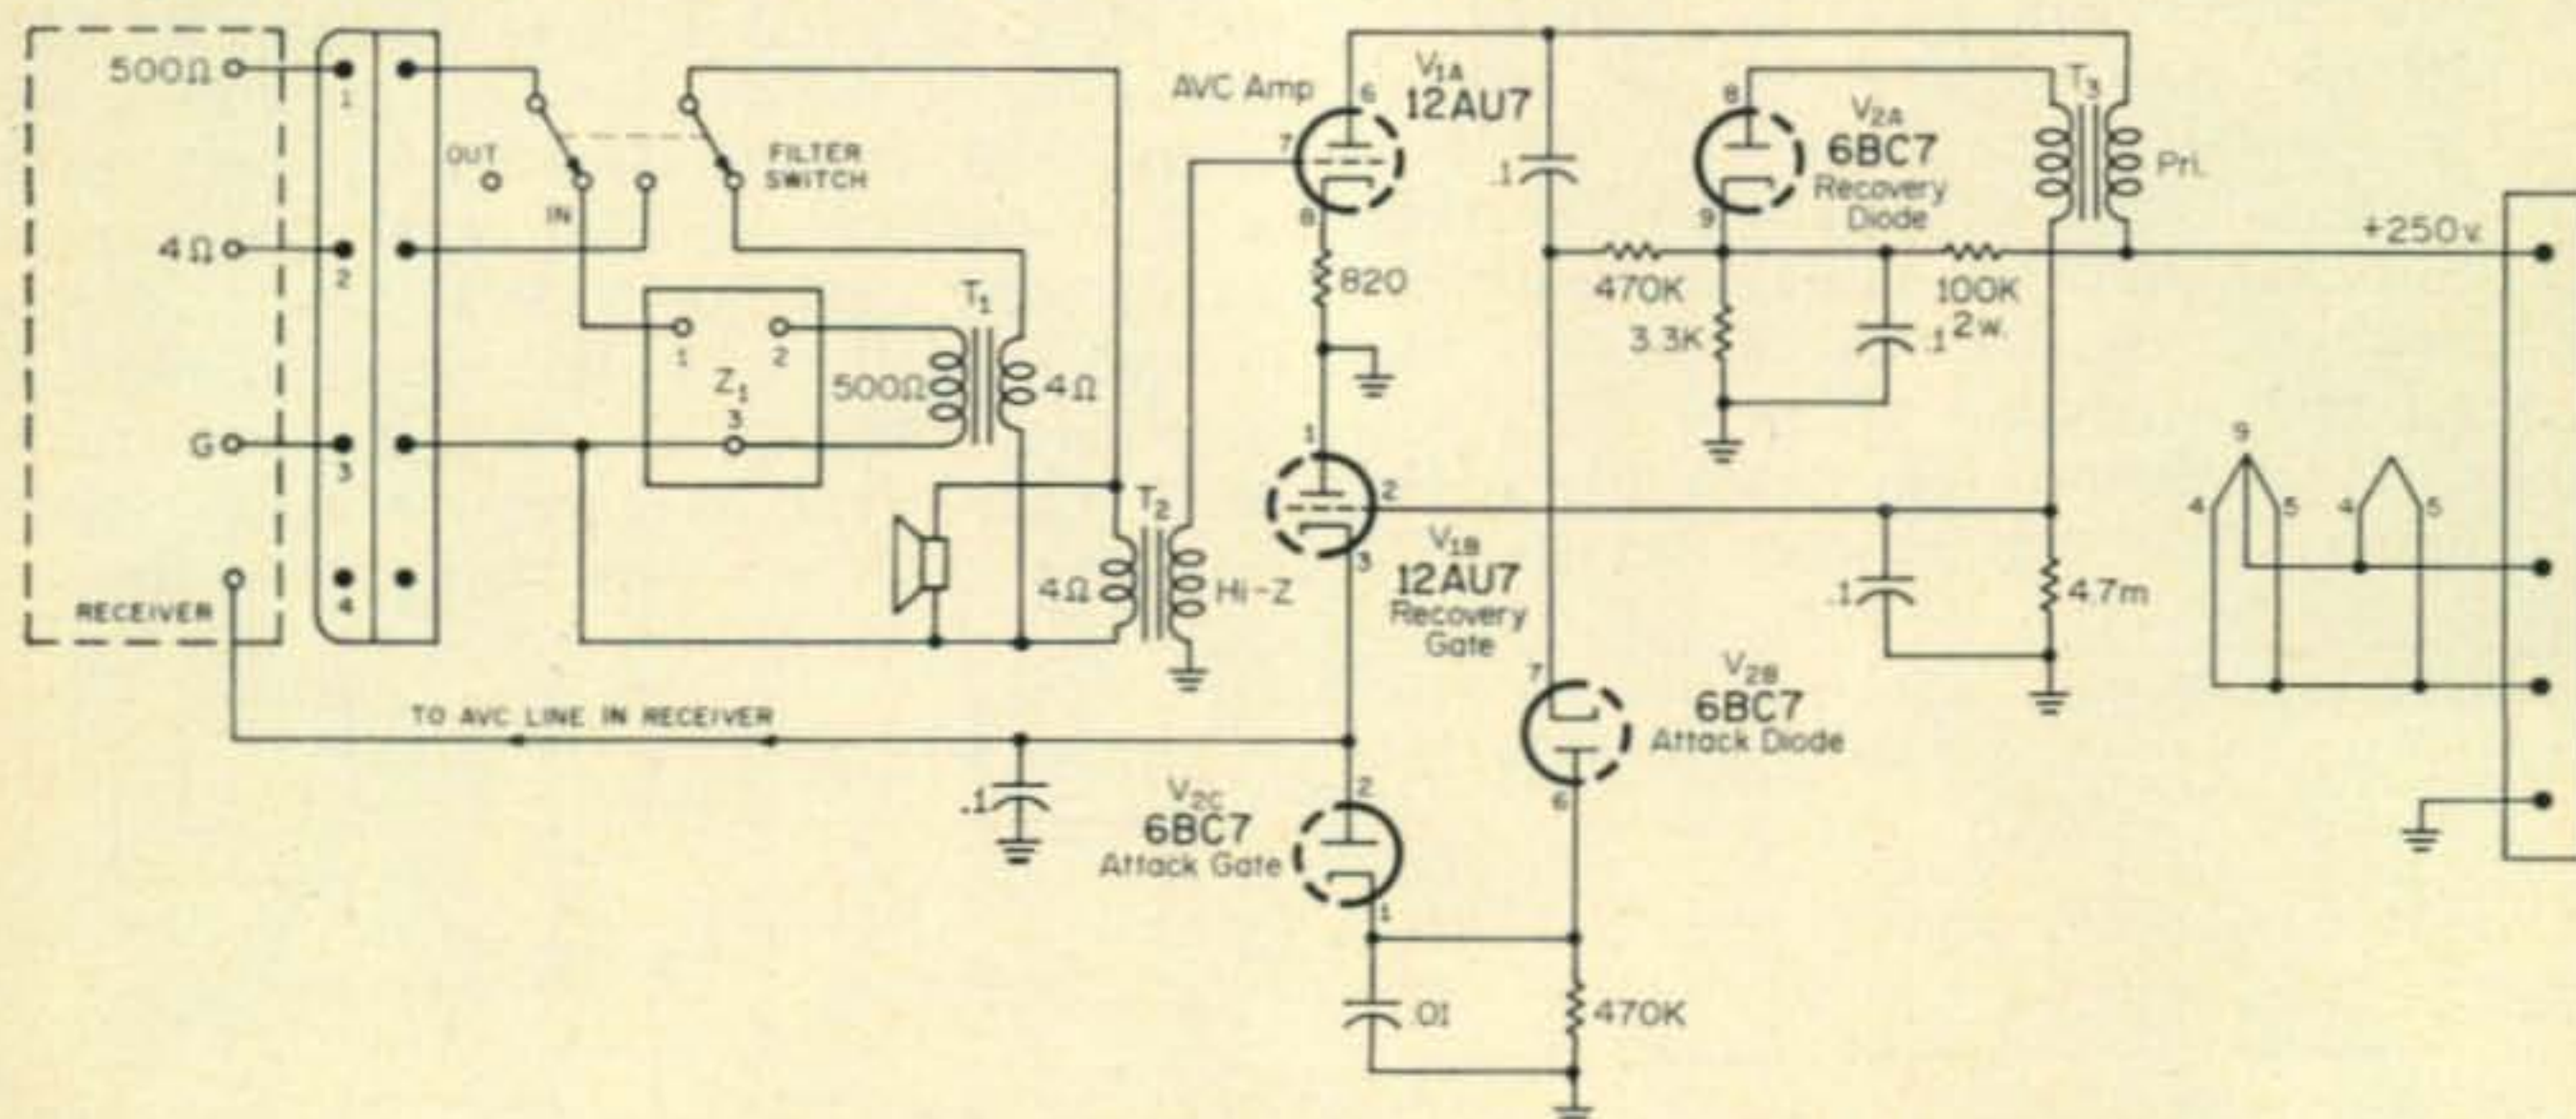 500Ω
1
4Ω
2
G
3
4
RECEIVER
OUT
IN
FILTER
SWITCH
1
2
Z1
3
500Ω
T1
4Ω
T2
4Ω
Hi-Z
TO AVC LINE IN RECEIVER
.1
AVC Amp
V1A
12AU7
6
7
8
820
1
2
3
V1B
12AU7
Recovery
Gate
.1
8
9
V2A
6BC7
Recovery
Diode
T3
Pri.
470K
3.3K
.1
100K
2w.
+250v.
.1
4.7m
7
6
V2B
6BC7
Attack Diode
V2C
6BC7
Attack Gate
2
1
.01
470K
9
4
5
4
5